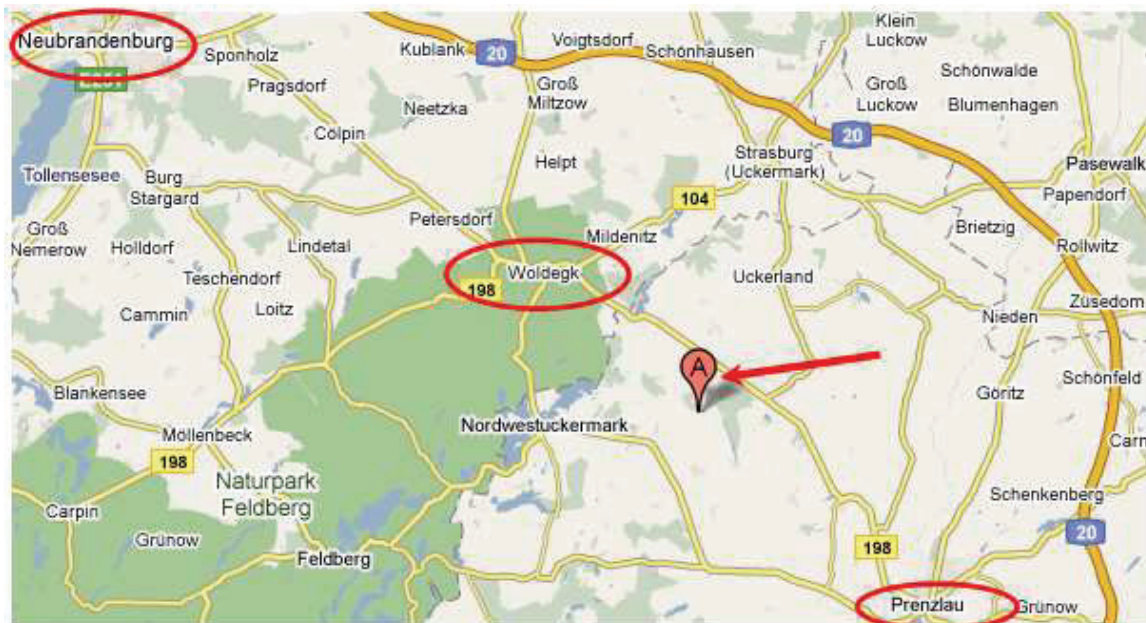 Neubrandenburg
Sponholz
Kublank
20
Voigtsdorf
Schönhausen
Klein
Luckow
Pragsdorf
Neetzka
Groß
Miltzow
Groß
Luckow
Schönwalde
Blumenhagen
Cölpin
20
Tollensesee
Burg
Stargard
Helpt
Strasburg
(Uckermark)
Pasewalk
104
Papendorf
Groß
Nemerow
Holldorf
Lindetal
Petersdorf
Mildenitz
Brietzig
Rollwitz
Teschendorf
Woldegk
198
Uckerland
Cammin
Loitz
Nieden
Züsedom
A
Blankensee
Göritz
Schönfeld
Möllenbeck
Nordwestuckermark
Carm
198
Naturpark
Feldberg
Schenkenberg
Carpin
Grünow
Feldberg
198
20
Prenzlau
Grünow